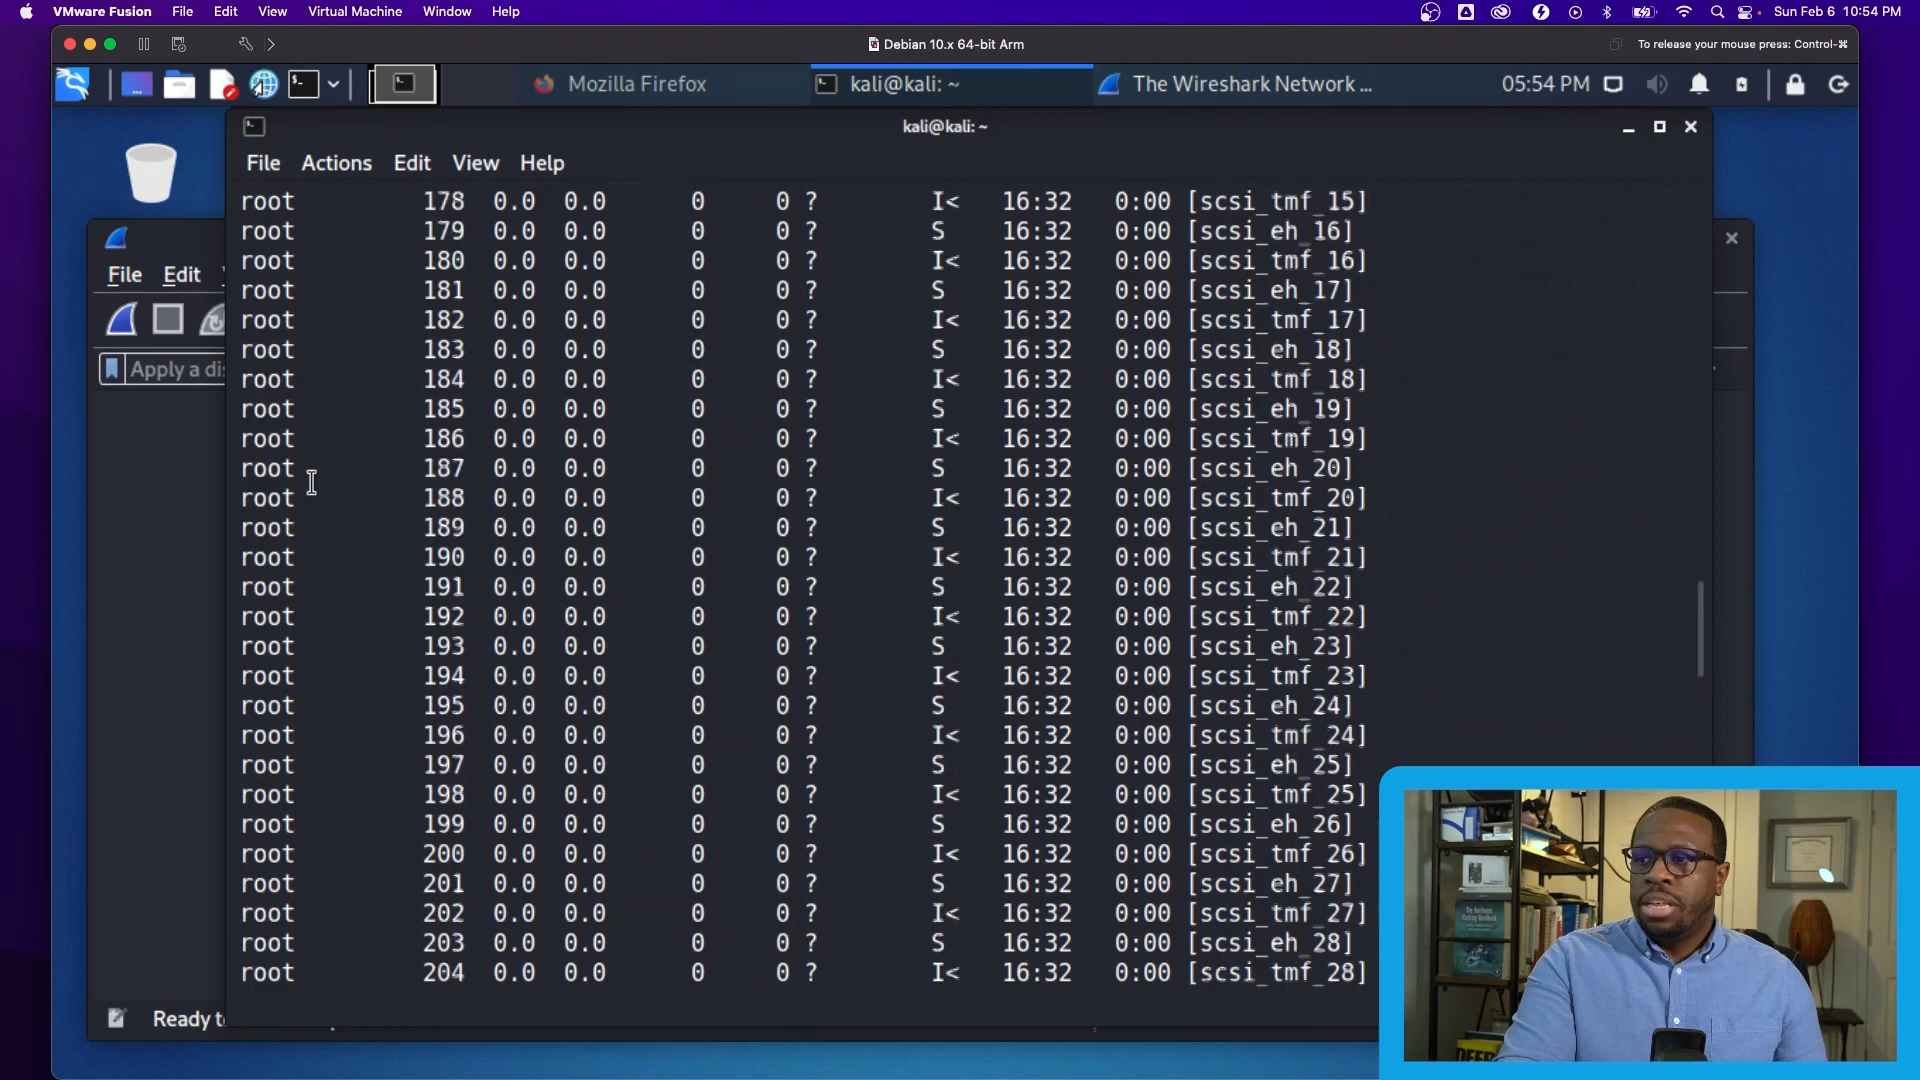 VMware Fusion File Edit View Virtual Machine Window Help Sun Feb 6 10:54 PM
Debian 10.x 64-bit Arm To release your mouse press: Control-⌘
Mozilla Firefox kali@kali: ~ The Wireshark Network ... 05:54 PM
kali@kali: ~
File Actions Edit View Help
root 178 0.0 0.0 0 0 ? I< 16:32 0:00 [scsi_tmf_15]
root 179 0.0 0.0 0 0 ? S 16:32 0:00 [scsi_eh_16]
root 180 0.0 0.0 0 0 ? I< 16:32 0:00 [scsi_tmf_16]
root 181 0.0 0.0 0 0 ? S 16:32 0:00 [scsi_eh_17]
root 182 0.0 0.0 0 0 ? I< 16:32 0:00 [scsi_tmf_17]
root 183 0.0 0.0 0 0 ? S 16:32 0:00 [scsi_eh_18]
root 184 0.0 0.0 0 0 ? I< 16:32 0:00 [scsi_tmf_18]
root 185 0.0 0.0 0 0 ? S 16:32 0:00 [scsi_eh_19]
root 186 0.0 0.0 0 0 ? I< 16:32 0:00 [scsi_tmf_19]
root 187 0.0 0.0 0 0 ? S 16:32 0:00 [scsi_eh_20]
root 188 0.0 0.0 0 0 ? I< 16:32 0:00 [scsi_tmf_20]
root 189 0.0 0.0 0 0 ? S 16:32 0:00 [scsi_eh_21]
root 190 0.0 0.0 0 0 ? I< 16:32 0:00 [scsi_tmf_21]
root 191 0.0 0.0 0 0 ? S 16:32 0:00 [scsi_eh_22]
root 192 0.0 0.0 0 0 ? I< 16:32 0:00 [scsi_tmf_22]
root 193 0.0 0.0 0 0 ? S 16:32 0:00 [scsi_eh_23]
root 194 0.0 0.0 0 0 ? I< 16:32 0:00 [scsi_tmf_23]
root 195 0.0 0.0 0 0 ? S 16:32 0:00 [scsi_eh_24]
root 196 0.0 0.0 0 0 ? I< 16:32 0:00 [scsi_tmf_24]
root 197 0.0 0.0 0 0 ? S 16:32 0:00 [scsi_eh_25]
root 198 0.0 0.0 0 0 ? I< 16:32 0:00 [scsi_tmf_25]
root 199 0.0 0.0 0 0 ? S 16:32 0:00 [scsi_eh_26]
root 200 0.0 0.0 0 0 ? I< 16:32 0:00 [scsi_tmf_26]
root 201 0.0 0.0 0 0 ? S 16:32 0:00 [scsi_eh_27]
root 202 0.0 0.0 0 0 ? I< 16:32 0:00 [scsi_tmf_27]
root 203 0.0 0.0 0 0 ? S 16:32 0:00 [scsi_eh_28]
root 204 0.0 0.0 0 0 ? I< 16:32 0:00 [scsi_tmf_28]
File Edit
Apply a di
Ready t